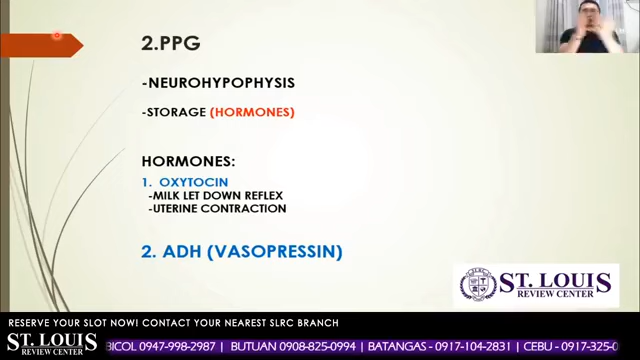 2.PPG
-NEUROHYPOPHYSIS
-STORAGE (HORMONES)
HORMONES:
1. OXYTOCIN
-MILK LET DOWN REFLEX
-UTERINE CONTRACTION
2. ADH (VASOPRESSIN)
ST. LOUIS
REVIEW CENTER
RESERVE YOUR SLOT NOW! CONTACT YOUR NEAREST SLRC BRANCH
ST. LOUIS
REVIEW CENTER
BICOL 0947-998-2987 | BUTUAN 0908-825-0994 | BATANGAS - 0917-104-2831 | CEBU - 0917-325-0